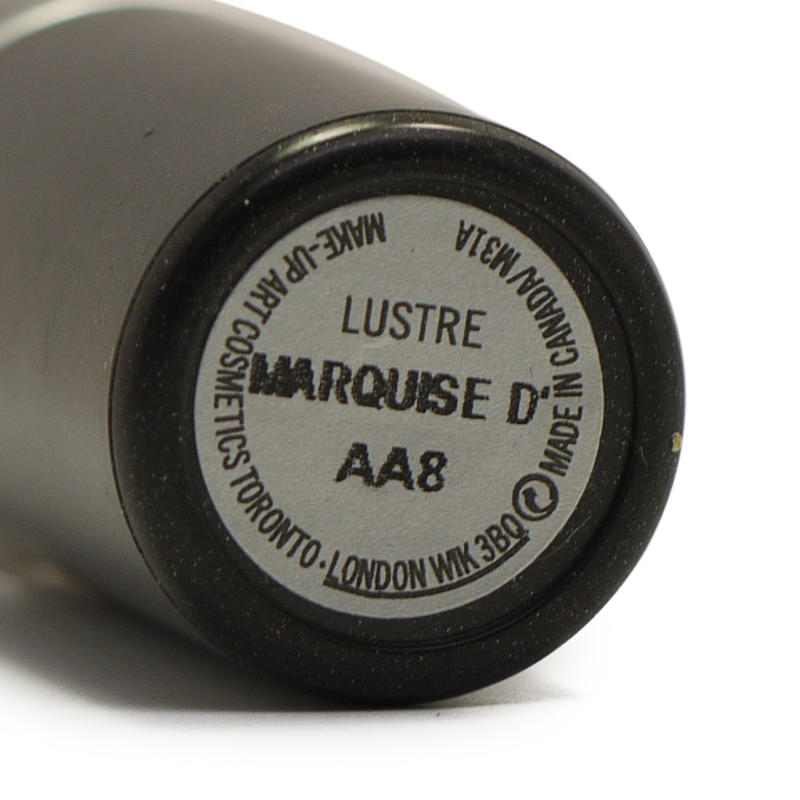 LUSTRE
MARQUISE D'
AA8
MAKE-UP ART COSMETICS TORONTO · LONDON W1K 3BQ
MADE IN CANADA/M31A